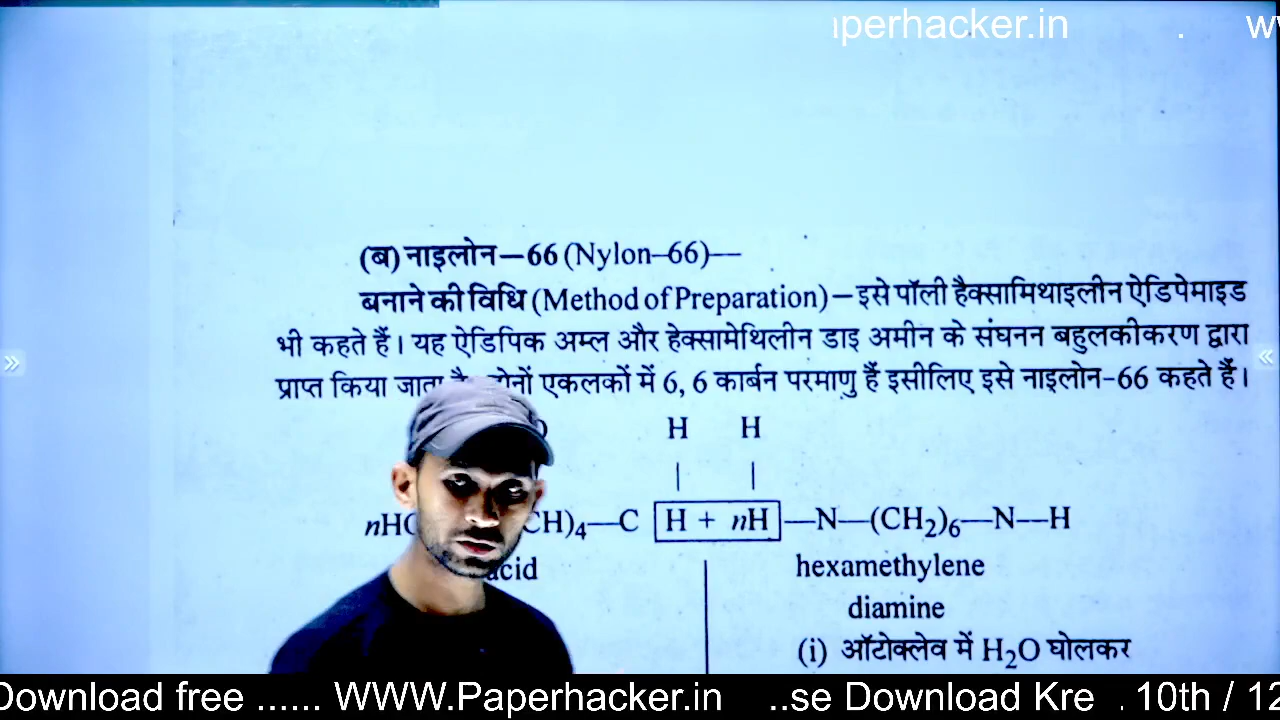 perhacker.in . w
(ब) नाइलोन–66 (Nylon–66)—
बनाने की विधि (Method of Preparation)–इसे पॉली हैक्सामिथाइलीन ऐडिपेमाइड
भी कहते हैं। यह ऐडिपिक अम्ल और हेक्सामेथिलीन डाइ अमीन के संघनन बहुलकीकरण द्वारा
प्राप्त किया जाता है दोनों एकलकों में 6, 6 कार्बन परमाणु हैं इसीलिए इसे नाइलोन-66 कहते हैं।
H H
nH CH)4—C H + nH —N—(CH2)6—N—H
acid hexamethylene
diamine
(i) ऑटोक्लेव में H2O घोलकर
Download free ...... WWW.Paperhacker.in ..se Download Kre . 10th / 12